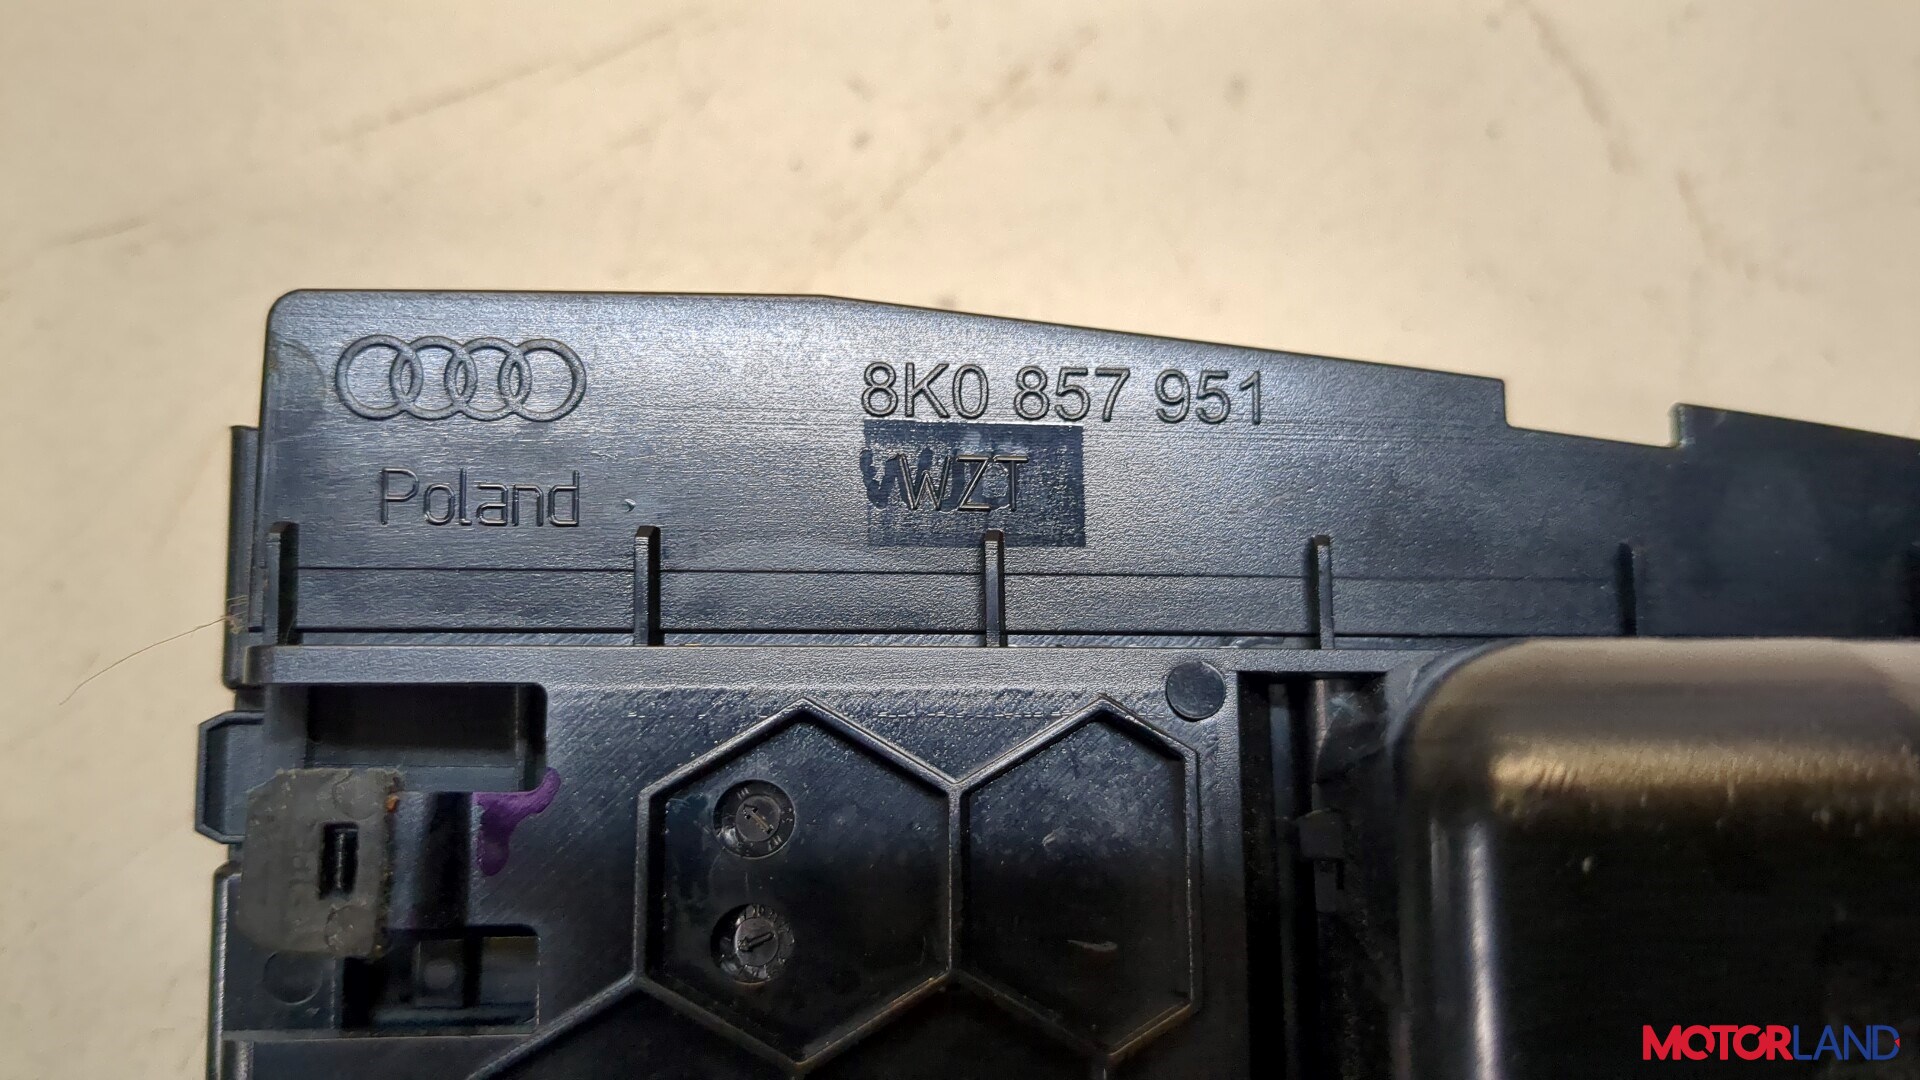 8K0 857 951
WZT
Poland
MOTORLAND